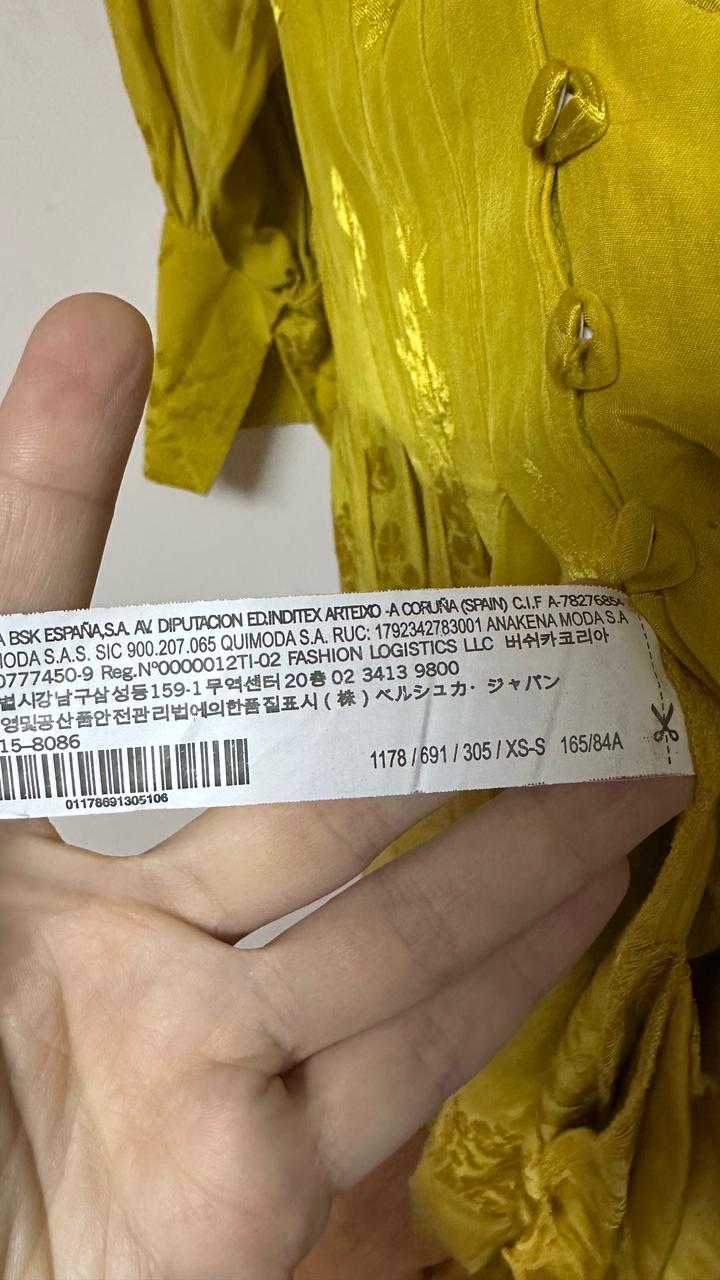 A BSK ESPAÑA,S.A. AV. DIPUTACION ED.INDITEX ARTEIXO -A CORUÑA (SPAIN) C.I.F A-78276854
MODA S.A.S. SIC 900.207.065 QUIMODA S.A. RUC: 1792342783001 ANAKENA MODA S.A
0777450-9 Reg.Nº0000012TI-02 FASHION LOGISTICS LLC 버쉬카코리아
별시강남구삼성동159-1무역센터20층 02 3413 9800
영및공산품안전관리법에의한품질표시 (株) ベルシュカ・ジャパン
15-8086
1178 / 691 / 305 / XS-S 165/84A
01178691305106